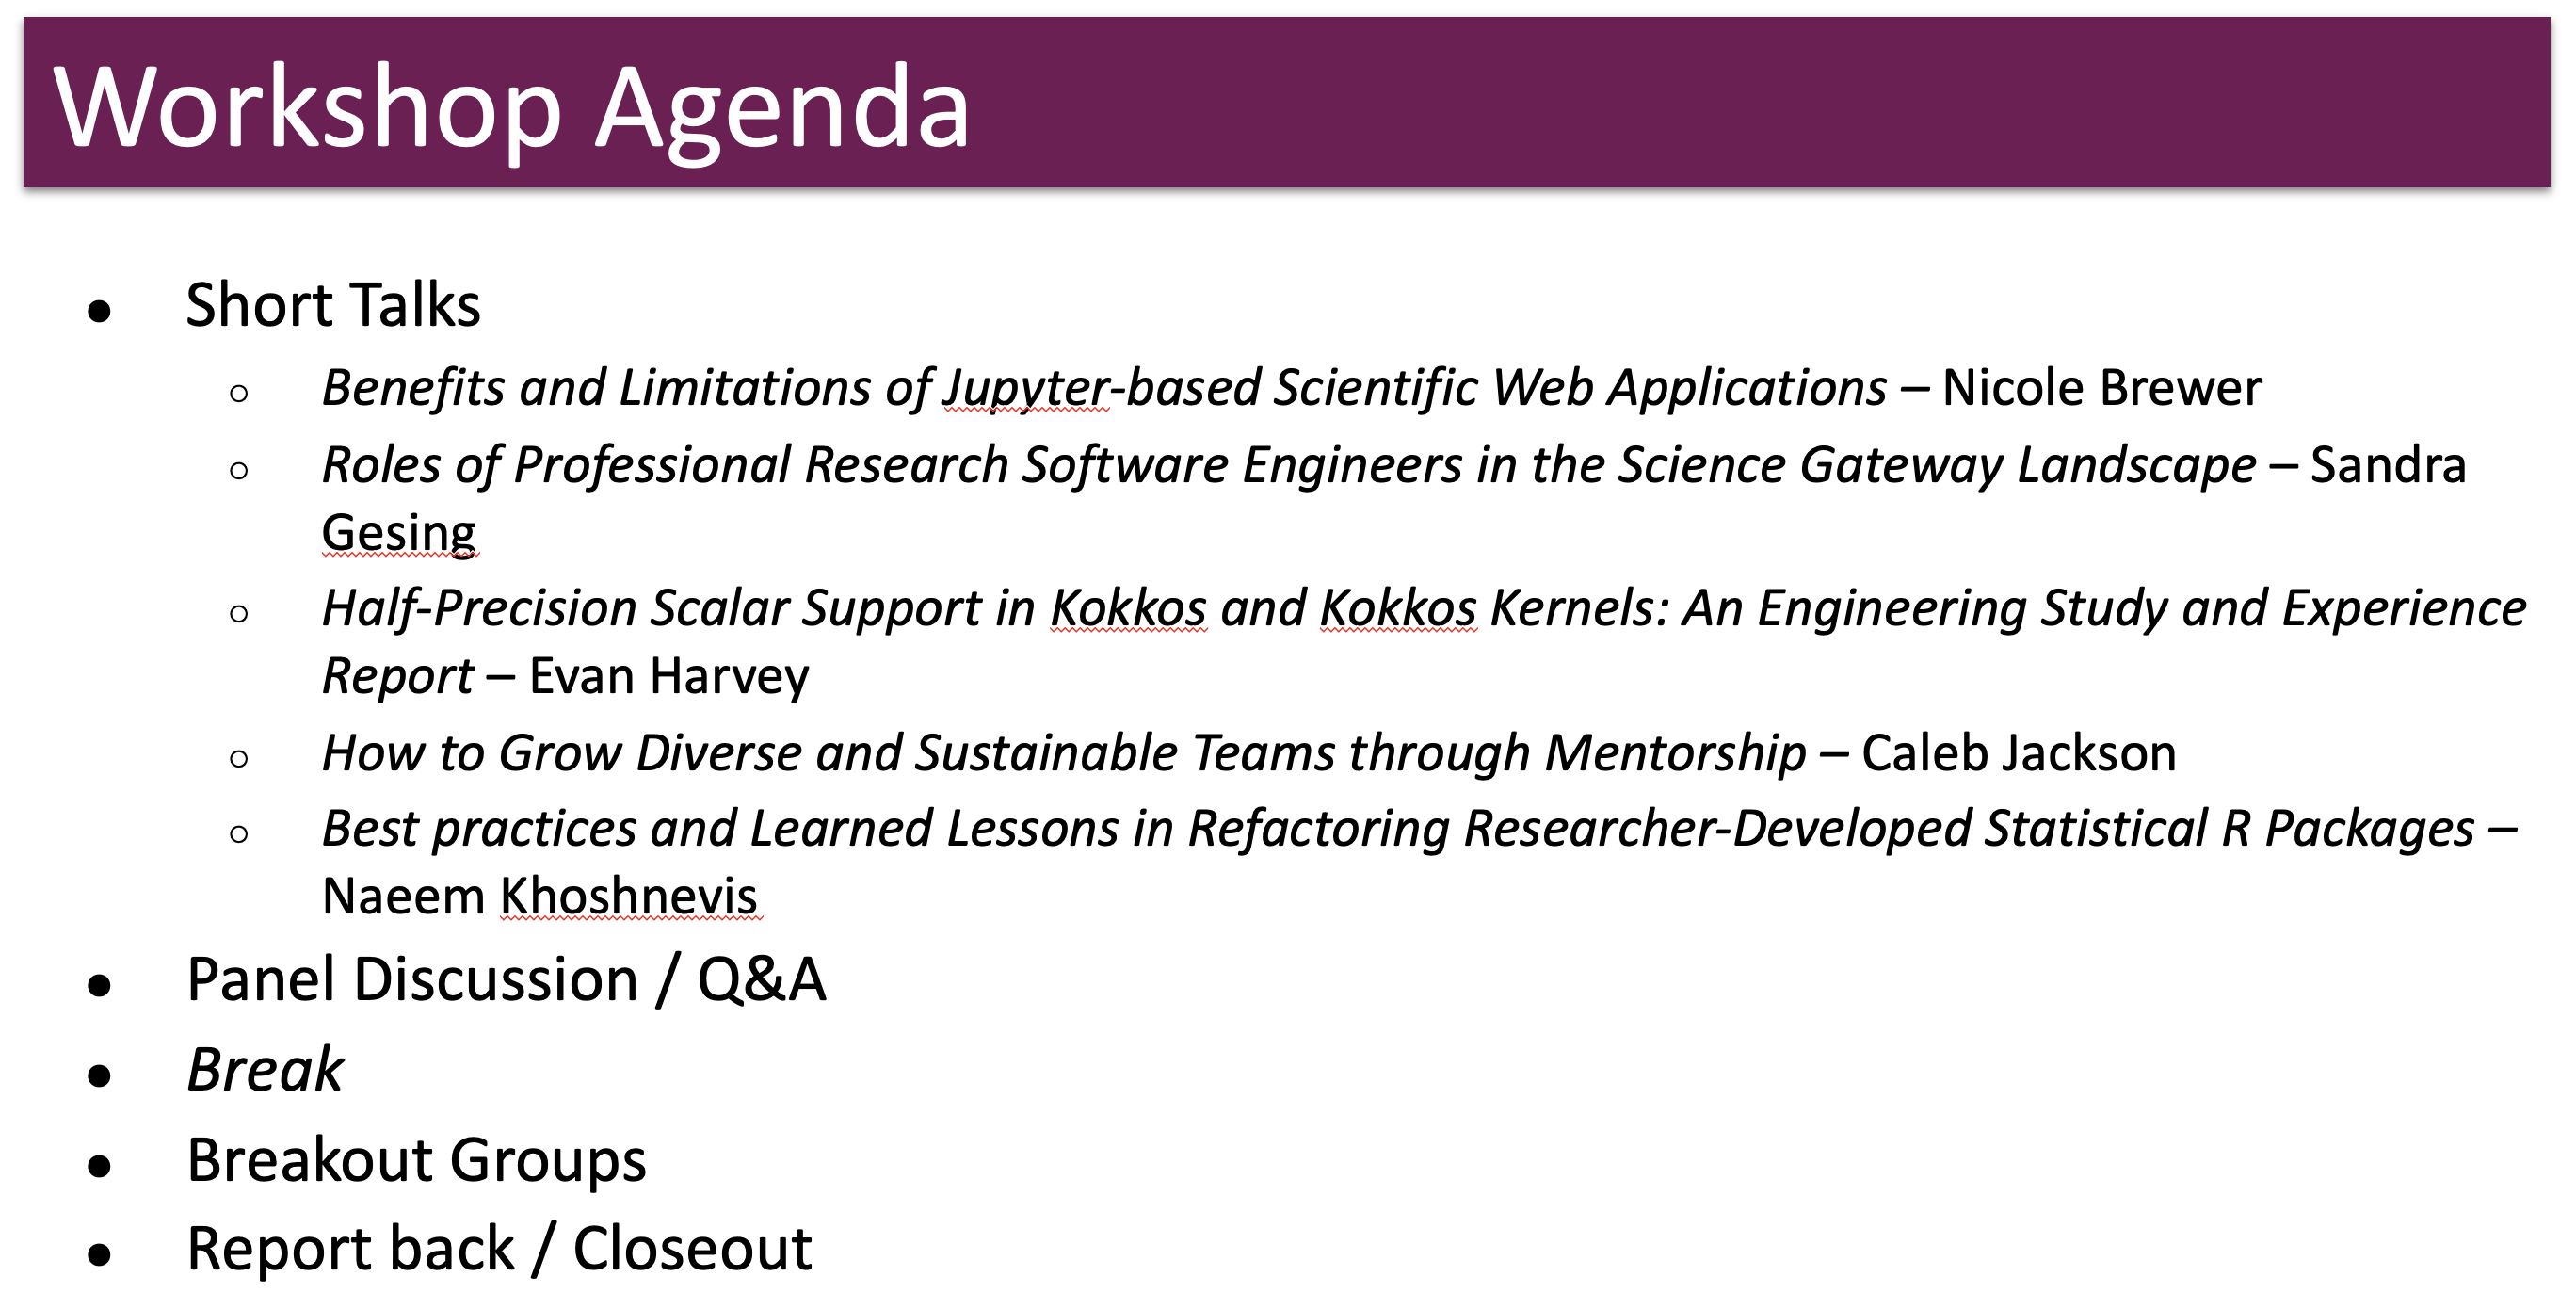 Workshop Agenda
● Short Talks
○ Benefits and Limitations of Jupyter-based Scientific Web Applications – Nicole Brewer
○ Roles of Professional Research Software Engineers in the Science Gateway Landscape – Sandra
Gesing
○ Half-Precision Scalar Support in Kokkos and Kokkos Kernels: An Engineering Study and Experience
Report – Evan Harvey
○ How to Grow Diverse and Sustainable Teams through Mentorship – Caleb Jackson
○ Best practices and Learned Lessons in Refactoring Researcher-Developed Statistical R Packages –
Naeem Khoshnevis
● Panel Discussion / Q&A
● Break
● Breakout Groups
● Report back / Closeout